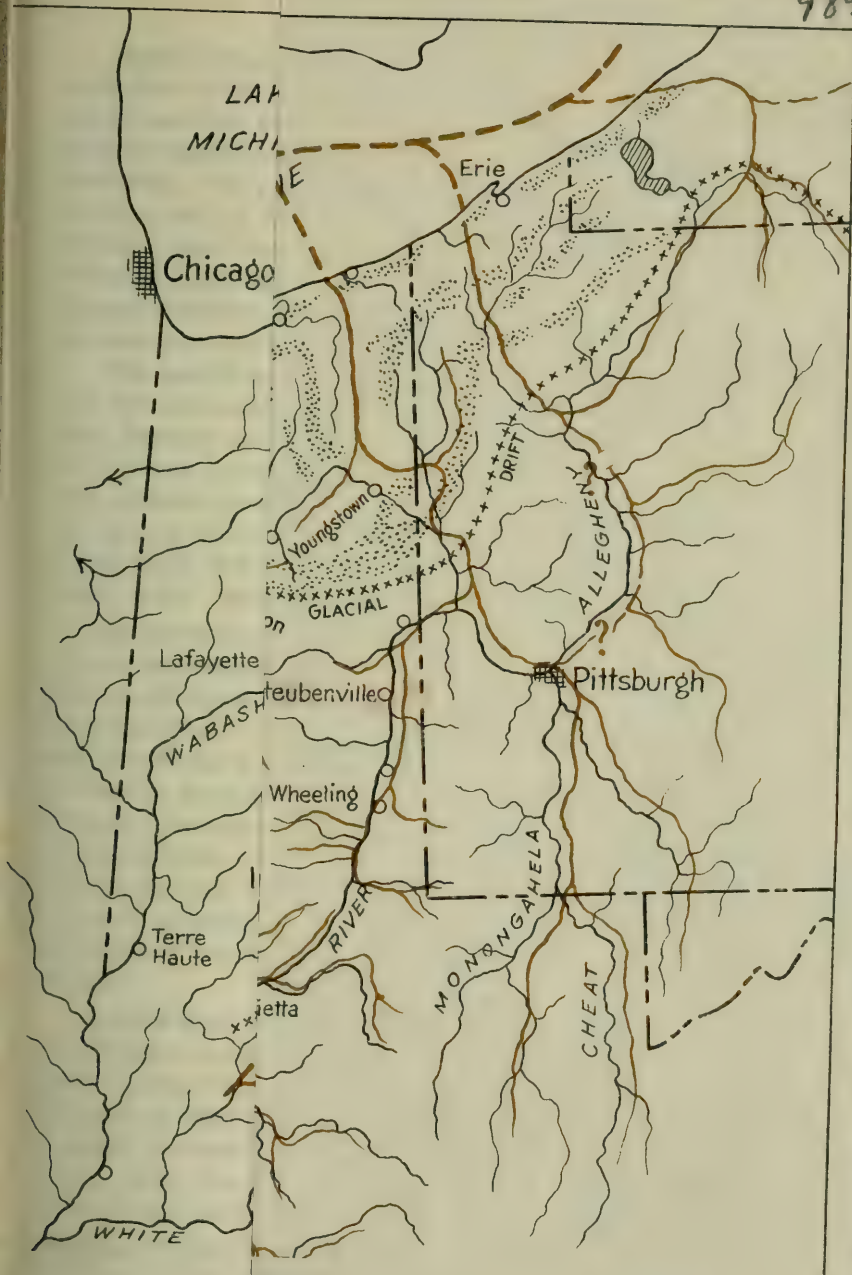 LAK
MICHI
E
Erie
Chicago
DRIFT
ALLEGHENY
?
Youngstown
GLACIAL
on
?
Lafayette
teubenville
Pittsburgh
WABASH
Wheeling
MONONGAHELA
RIVER
Terre
Haute
CHEAT
ietta
WHITE